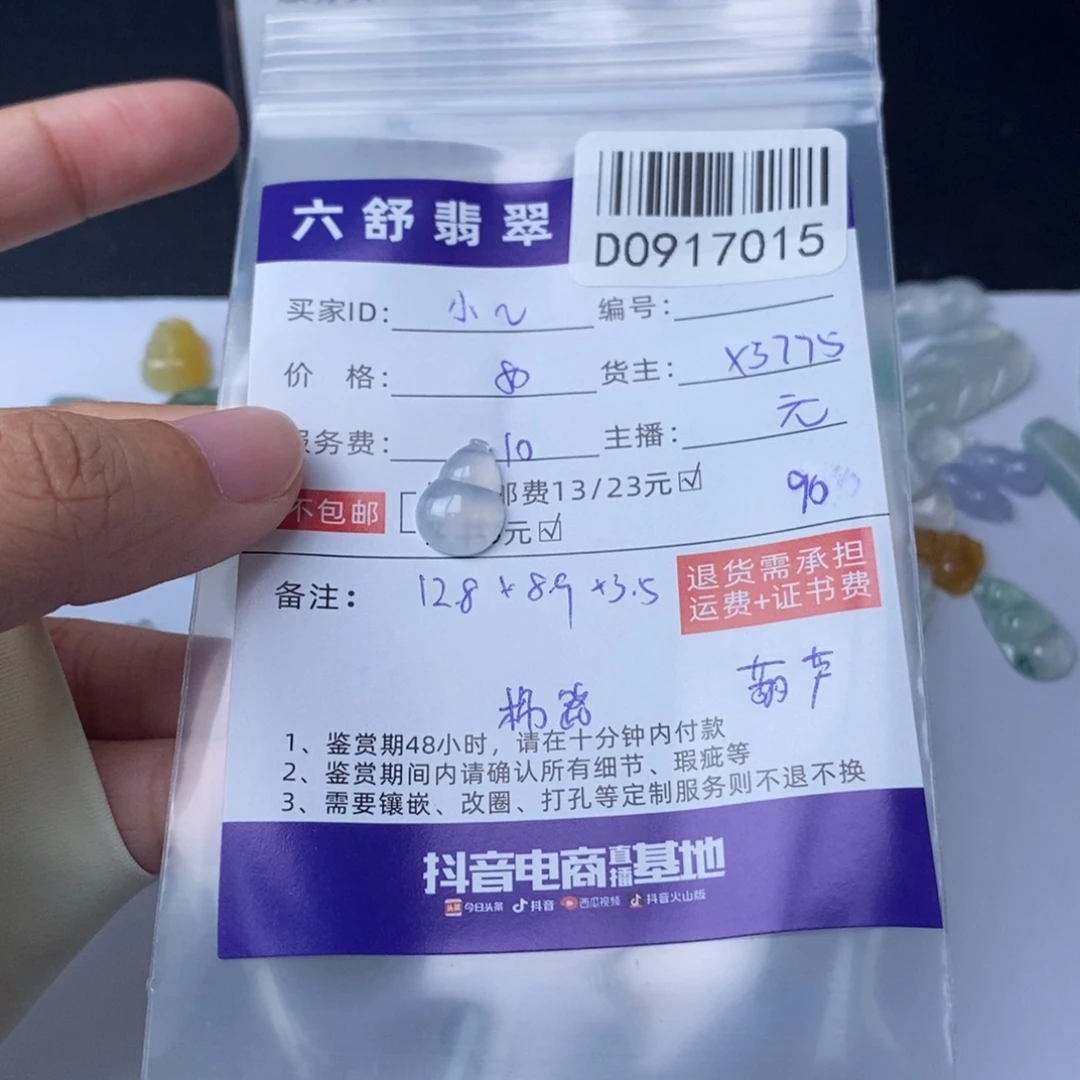 D0917015
六舒翡翠
买家ID: 小 编号:
价 格: 80 货主: X3775
服务费: 10 主播: 元
不包邮 邮费13/23元☑ 90
元☑
备注: 12.8×8.9×3.5 退货需承担
运费+证书费
葫芦
1、鉴赏期48小时，请在十分钟内付款
2、鉴赏期间内请确认所有细节、瑕疵等
3、需要镶嵌、改圈、打孔等定制服务则不退不换
抖音电商直播基地
头条 今日头条 抖音 西瓜视频 抖音火山版